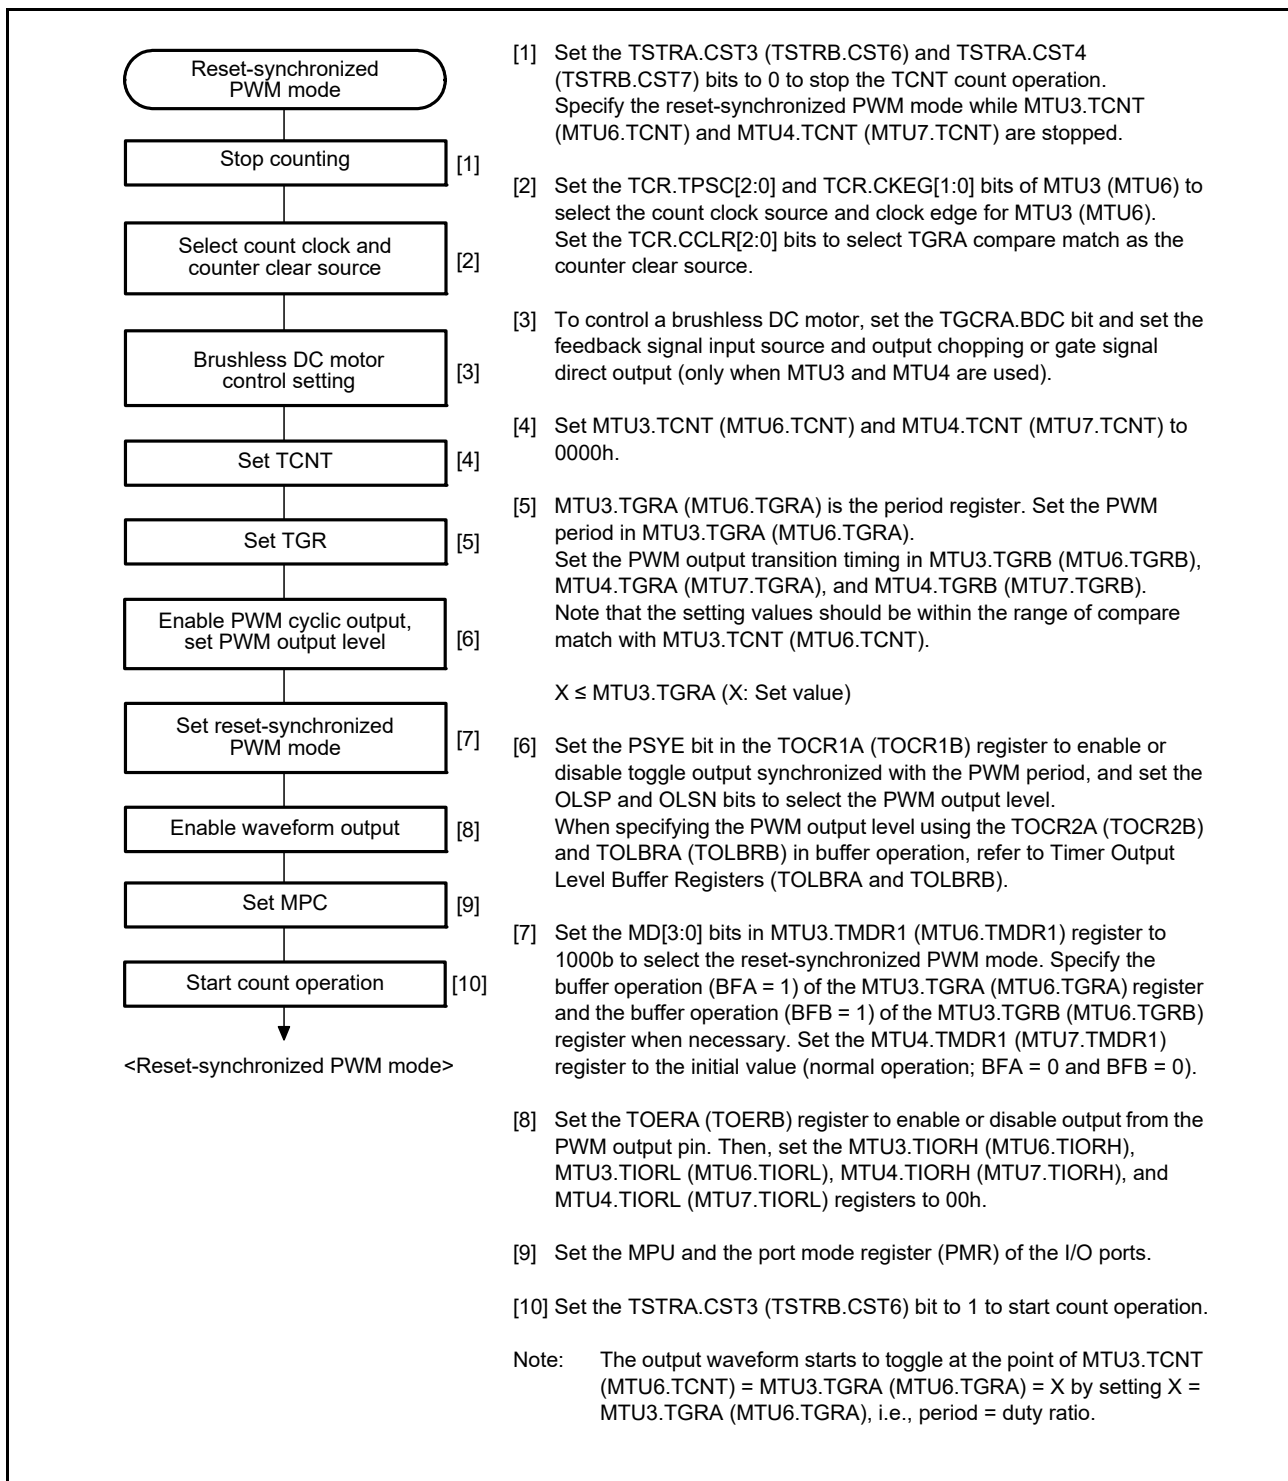 Reset-synchronized
PWM mode
Stop counting
[1]
Select count clock and
counter clear source
[2]
Brushless DC motor
control setting
[3]
Set TCNT
[4]
Set TGR
[5]
Enable PWM cyclic output,
set PWM output level
[6]
Set reset-synchronized
PWM mode
[7]
Enable waveform output
[8]
Set MPC
[9]
Start count operation
[10]
<Reset-synchronized PWM mode>
[1] Set the TSTRA.CST3 (TSTRB.CST6) and TSTRA.CST4
(TSTRB.CST7) bits to 0 to stop the TCNT count operation.
Specify the reset-synchronized PWM mode while MTU3.TCNT
(MTU6.TCNT) and MTU4.TCNT (MTU7.TCNT) are stopped.
[2] Set the TCR.TPSC[2:0] and TCR.CKEG[1:0] bits of MTU3 (MTU6) to
select the count clock source and clock edge for MTU3 (MTU6).
Set the TCR.CCLR[2:0] bits to select TGRA compare match as the
counter clear source.
[3] To control a brushless DC motor, set the TGCRA.BDC bit and set the
feedback signal input source and output chopping or gate signal
direct output (only when MTU3 and MTU4 are used).
[4] Set MTU3.TCNT (MTU6.TCNT) and MTU4.TCNT (MTU7.TCNT) to
0000h.
[5] MTU3.TGRA (MTU6.TGRA) is the period register. Set the PWM
period in MTU3.TGRA (MTU6.TGRA).
Set the PWM output transition timing in MTU3.TGRB (MTU6.TGRB),
MTU4.TGRA (MTU7.TGRA), and MTU4.TGRB (MTU7.TGRB).
Note that the setting values should be within the range of compare
match with MTU3.TCNT (MTU6.TCNT).
X ≤ MTU3.TGRA (X: Set value)
[6] Set the PSYE bit in the TOCR1A (TOCR1B) register to enable or
disable toggle output synchronized with the PWM period, and set the
OLSP and OLSN bits to select the PWM output level.
When specifying the PWM output level using the TOCR2A (TOCR2B)
and TOLBRA (TOLBRB) in buffer operation, refer to Timer Output
Level Buffer Registers (TOLBRA and TOLBRB).
[7] Set the MD[3:0] bits in MTU3.TMDR1 (MTU6.TMDR1) register to
1000b to select the reset-synchronized PWM mode. Specify the
buffer operation (BFA = 1) of the MTU3.TGRA (MTU6.TGRA) register
and the buffer operation (BFB = 1) of the MTU3.TGRB (MTU6.TGRB)
register when necessary. Set the MTU4.TMDR1 (MTU7.TMDR1)
register to the initial value (normal operation; BFA = 0 and BFB = 0).
[8] Set the TOERA (TOERB) register to enable or disable output from the
PWM output pin. Then, set the MTU3.TIORH (MTU6.TIORH),
MTU3.TIORL (MTU6.TIORL), MTU4.TIORH (MTU7.TIORH), and
MTU4.TIORL (MTU7.TIORL) registers to 00h.
[9] Set the MPU and the port mode register (PMR) of the I/O ports.
[10] Set the TSTRA.CST3 (TSTRB.CST6) bit to 1 to start count operation.
Note: The output waveform starts to toggle at the point of MTU3.TCNT
(MTU6.TCNT) = MTU3.TGRA (MTU6.TGRA) = X by setting X =
MTU3.TGRA (MTU6.TGRA), i.e., period = duty ratio.